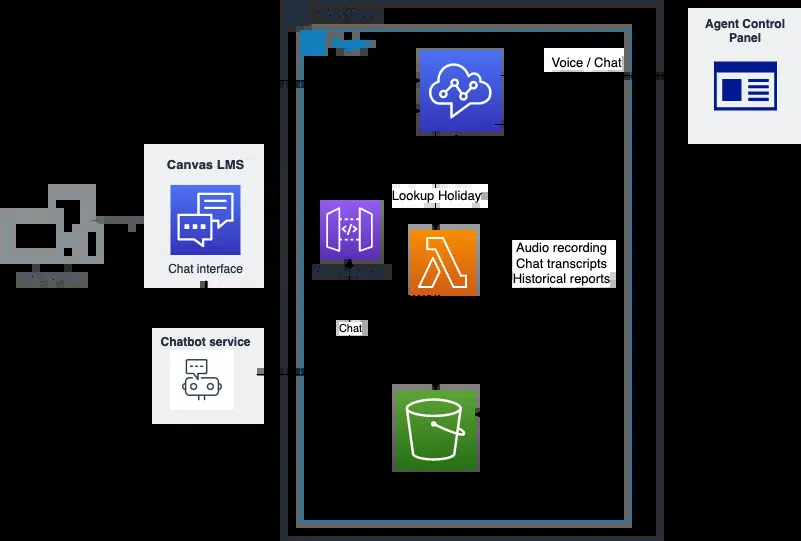 Agent Control
Panel
Voice / Chat
Canvas LMS
Lookup Holiday
Audio recording
Chat transcripts
Historical reports
Chat interface
Chat
Chatbot service